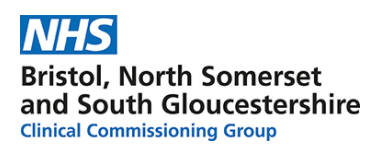 NHS
Bristol, North Somerset
and South Gloucestershire
Clinical Commissioning Group